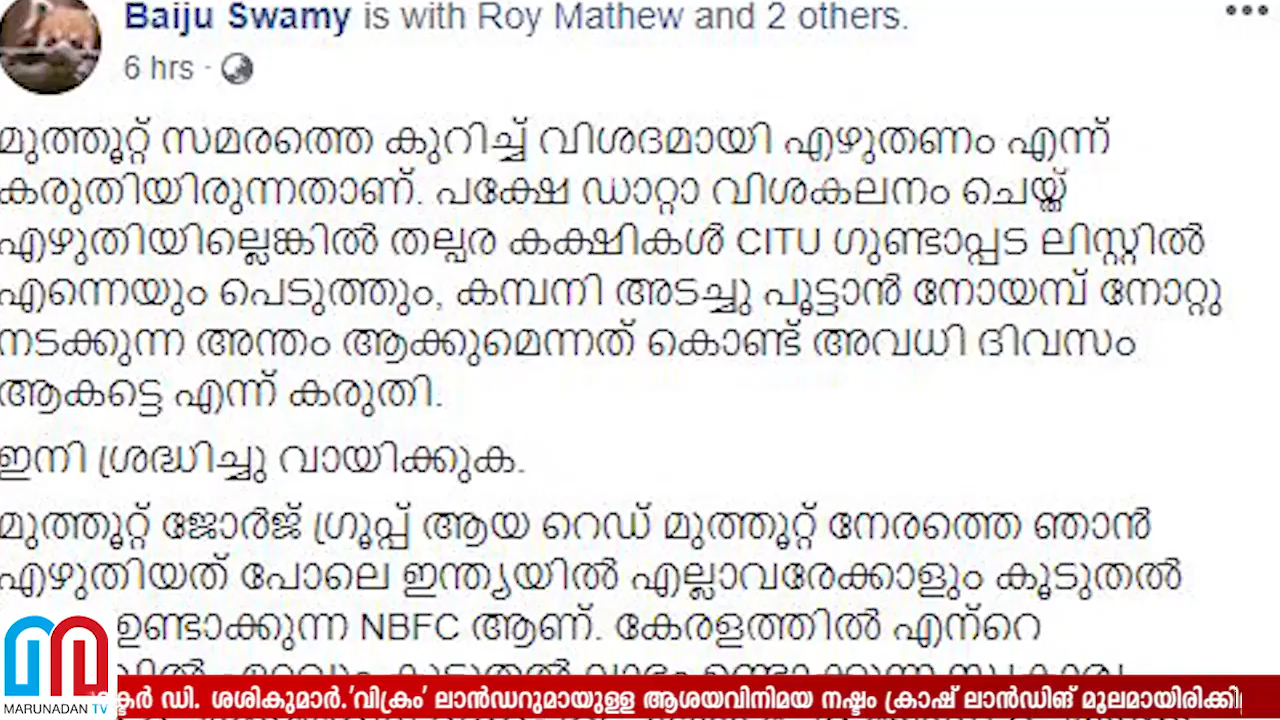 Baiju Swamy is with Roy Mathew and 2 others.
6 hrs ·
മുത്തൂറ്റ് സമരത്തെ കുറിച്ച് വിശദമായി എഴുതണം എന്ന്
കരുതിയിരുന്നതാണ്. പക്ഷേ ഡാറ്റാ വിശകലനം ചെയ്ത്
എഴുതിയില്ലെങ്കിൽ തല്പര കക്ഷികൾ CITU ഗുണ്ടാപ്പട ലിസ്റ്റിൽ
എന്നെയും പെടുത്തും, കമ്പനി അടച്ചു പൂട്ടാൻ നോയമ്പ് നോറ്റു
നടക്കുന്ന അന്തം ആക്കുമെന്നത് കൊണ്ട് അവധി ദിവസം
ആകട്ടെ എന്ന് കരുതി.
ഇനി ശ്രദ്ധിച്ചു വായിക്കുക.
മുത്തൂറ്റ് ജോർജ് ഗ്രൂപ്പ് ആയ റെഡ് മുത്തൂറ്റ് നേരത്തെ ഞാൻ
എഴുതിയത് പോലെ ഇന്ത്യയിൽ എല്ലാവരേക്കാളും കൂടുതൽ
ഉണ്ടാക്കുന്ന NBFC ആണ്. കേരളത്തിൽ എന്റെ
ഡി. ശശികുമാർ.'വിക്രം' ലാൻഡറുമായുള്ള ആശയവിനിമയ നഷ്ടം ക്രാഷ് ലാൻഡിങ് മൂലമായിരിക്കി
MARUNADAN TV